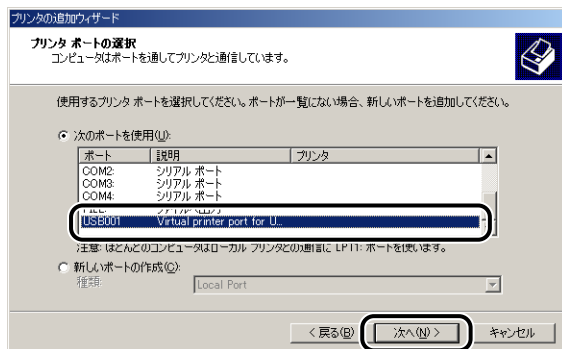 プリンタの追加ウィザード
プリンタ ポートの選択
コンピュータはポートを通してプリンタと通信しています。
使用するプリンタ ポートを選択してください。ポートが一覧にない場合、新しいポートを追加してください。
次のポートを使用(U):
ポート 説明 プリンタ
COM2: シリアル ポート
COM3: シリアル ポート
COM4: シリアル ポート
FILE: ファイルへ出力
USB001 Virtual printer port for U...
注意: ほとんどのコンピュータはローカル プリンタとの通信に LPT1: ポートを使います。
新しいポートの作成(C):
種類: Local Port
< 戻る(B) 次へ(N) > キャンセル